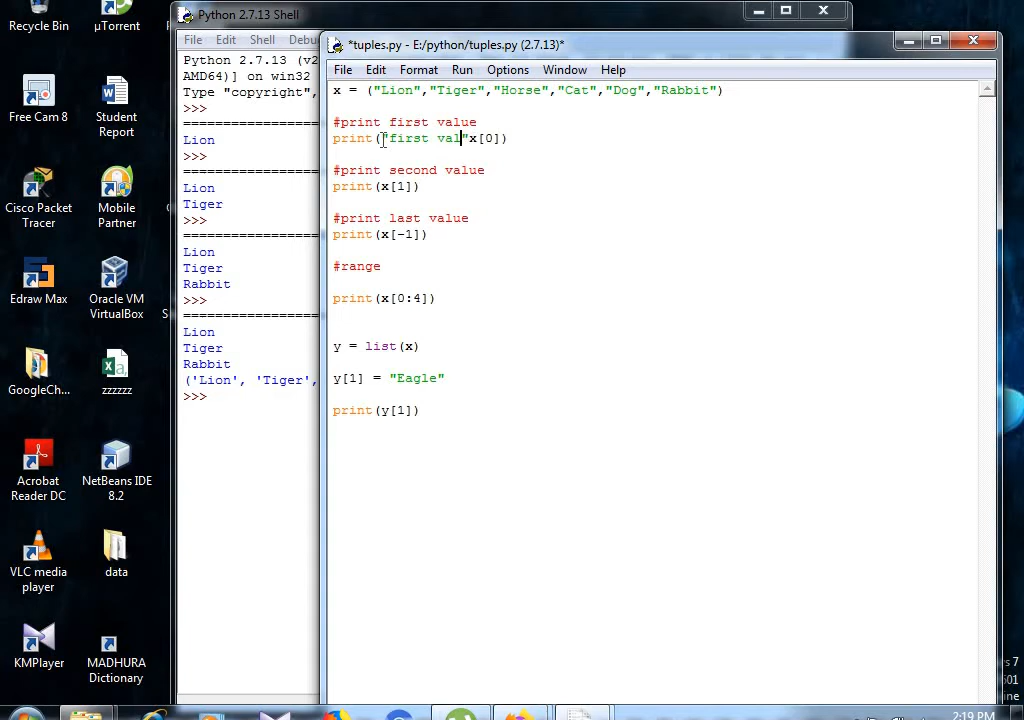 Recycle Bin
µTorrent
Free Cam 8
Student
Report
Cisco Packet
Tracer
Mobile
Partner
Edraw Max
Oracle VM
VirtualBox
GoogleCh...
zzzzzz
Acrobat
Reader DC
NetBeans IDE
8.2
VLC media
player
data
KMPlayer
MADHURA
Dictionary
Python 2.7.13 Shell
File Edit Shell Debu
Python 2.7.13 (v2
AMD64)] on win32
Type "copyright",
>>>
====================
Lion
>>>
====================
Lion
Tiger
>>>
====================
Lion
Tiger
Rabbit
>>>
====================
Lion
Tiger
Rabbit
('Lion', 'Tiger',
>>>
*tuples.py - E:/python/tuples.py (2.7.13)*
File Edit Format Run Options Window Help
x = ("Lion","Tiger","Horse","Cat","Dog","Rabbit")
#print first value
print("first val"x[0])
#print second value
print(x[1])
#print last value
print(x[-1])
#range
print(x[0:4])
y = list(x)
y[1] = "Eagle"
print(y[1])
s 7
601
ine
2:19 PM